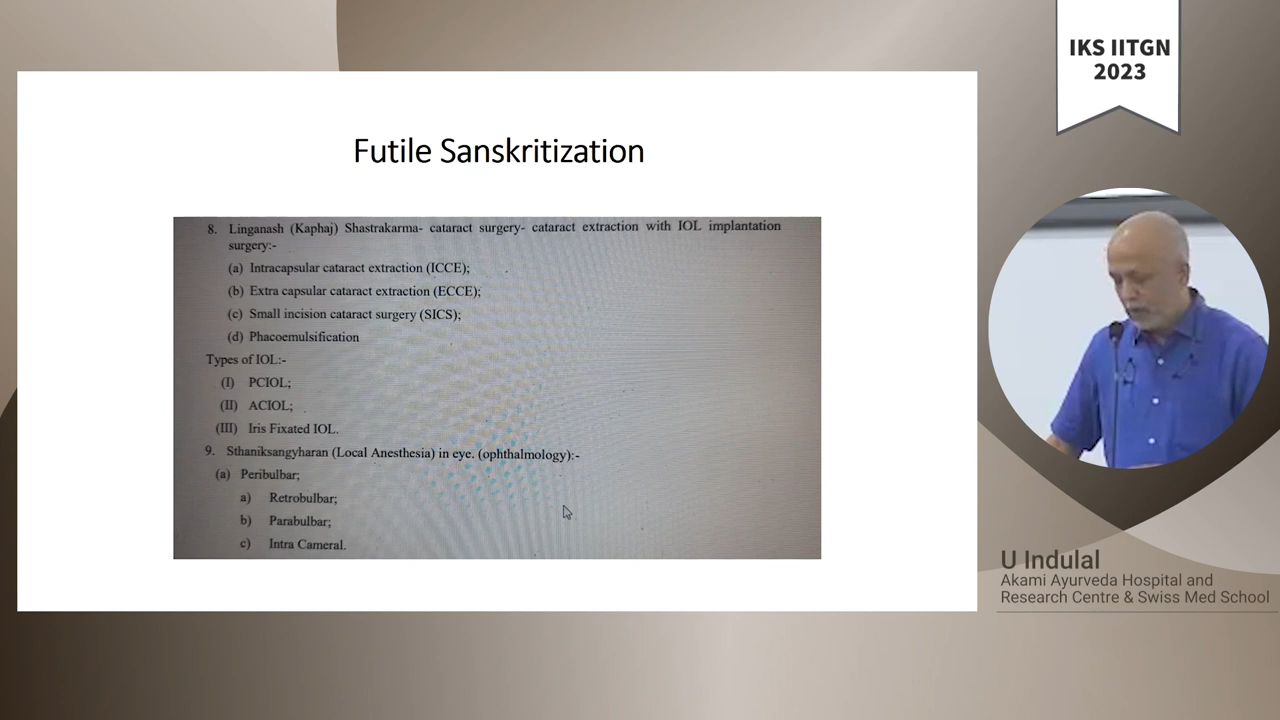 IKS IITGN
2023
Futile Sanskritization
8. Linganash (Kaphaj) Shastrakarma- cataract surgery- cataract extraction with IOL implantation
surgery:-
(a) Intracapsular cataract extraction (ICCE);
(b) Extra capsular cataract extraction (ECCE);
(c) Small incision cataract surgery (SICS);
(d) Phacoemulsification
Types of IOL:-
(I) PCIOL;
(II) ACIOL;
(III) Iris Fixated IOL.
9. Sthaniksangyharan (Local Anesthesia) in eye. (ophthalmology):-
(a) Peribulbar;
a) Retrobulbar;
b) Parabulbar;
c) Intra Cameral.
U Indulal
Akami Ayurveda Hospital and
Research Centre & Swiss Med School